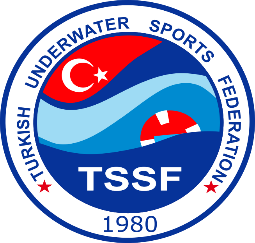 TURKISH UNDERWATER SPORTS FEDERATION
TSSF
1980